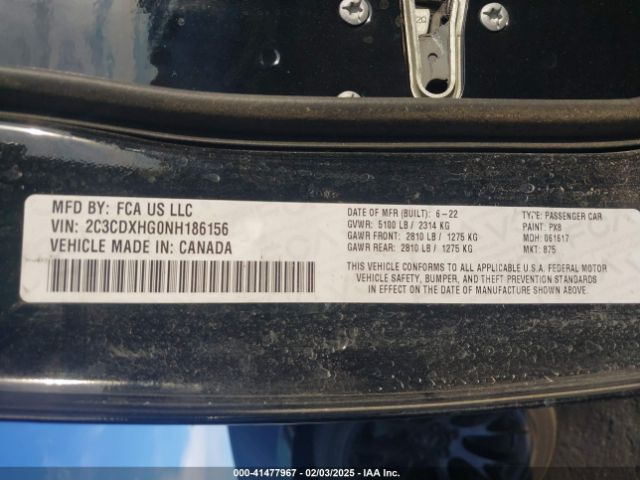 20
MFD BY: FCA US LLC
VIN: 2C3CDXHG0NH186156
VEHICLE MADE IN: CANADA
DATE OF MFR (BUILT): 6-22
GVWR: 5100 LB / 2314 KG
GAWR FRONT: 2810 LB / 1275 KG
GAWR REAR: 2810 LB / 1275 KG
TYPE: PASSENGER CAR
PAINT: PX8
MDH: 061517
MKT: 875
THIS VEHICLE CONFORMS TO ALL APPLICABLE U.S.A. FEDERAL MOTOR
VEHICLE SAFETY, BUMPER, AND THEFT PREVENTION STANDARDS
IN EFFECT ON THE DATE OF MANUFACTURE SHOWN ABOVE.
000-41477967 - 02/03/2025 - IAA Inc.